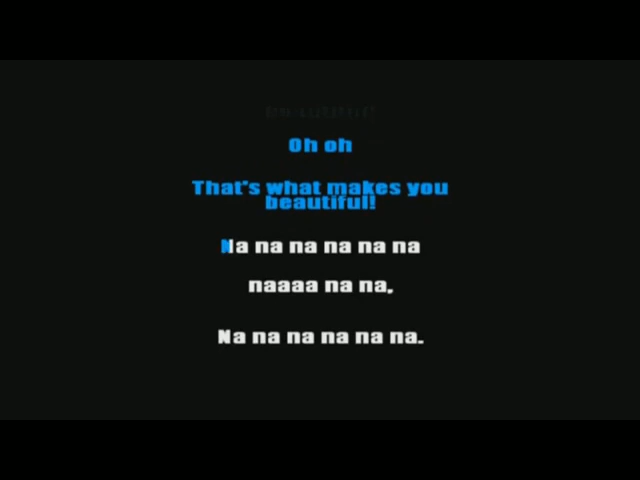 Oh oh
That's what makes you
beautiful!
Na na na na na na
naaaa na na,
Na na na na na na.